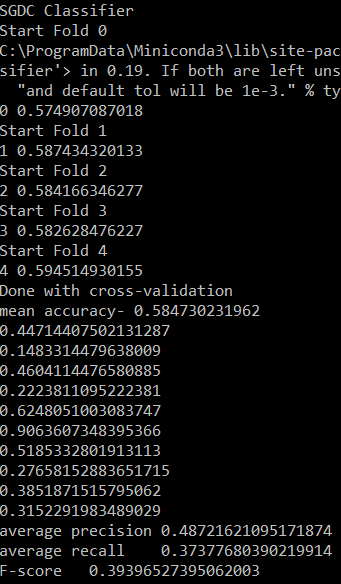 SGDC Classifier
Start Fold 0
C:\ProgramData\Miniconda3\lib\site-pac
sifier'> in 0.19. If both are left uns
"and default tol will be 1e-3." % ty
0 0.574907087018
Start Fold 1
1 0.587434320133
Start Fold 2
2 0.584166346277
Start Fold 3
3 0.582628476227
Start Fold 4
4 0.594514930155
Done with cross-validation
mean accuracy- 0.584730231962
0.44714407502131287
0.1483314479638009
0.4604114476580885
0.2223811095222381
0.6248051003083747
0.9063607348395366
0.5185332801913113
0.27658152883651715
0.3851871515795062
0.3152291983489029
average precision 0.48721621095171874
average recall 0.37377680390219914
F-score 0.39396527395062003